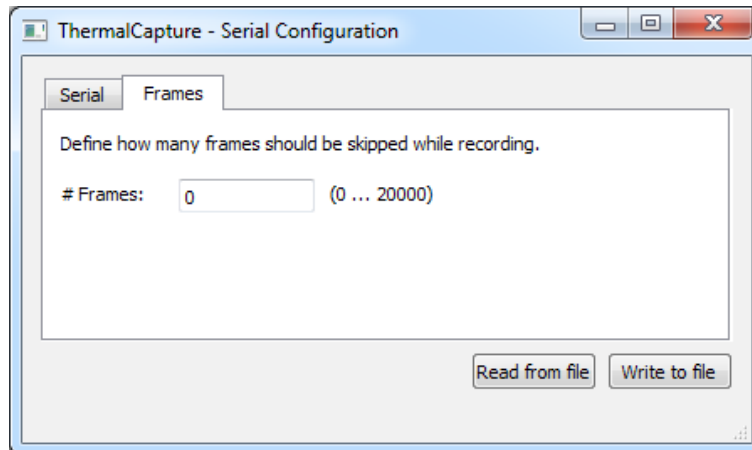 ThermalCapture - Serial Configuration
Serial Frames
Define how many frames should be skipped while recording.
# Frames: 0 (0 ... 20000)
Read from file Write to file